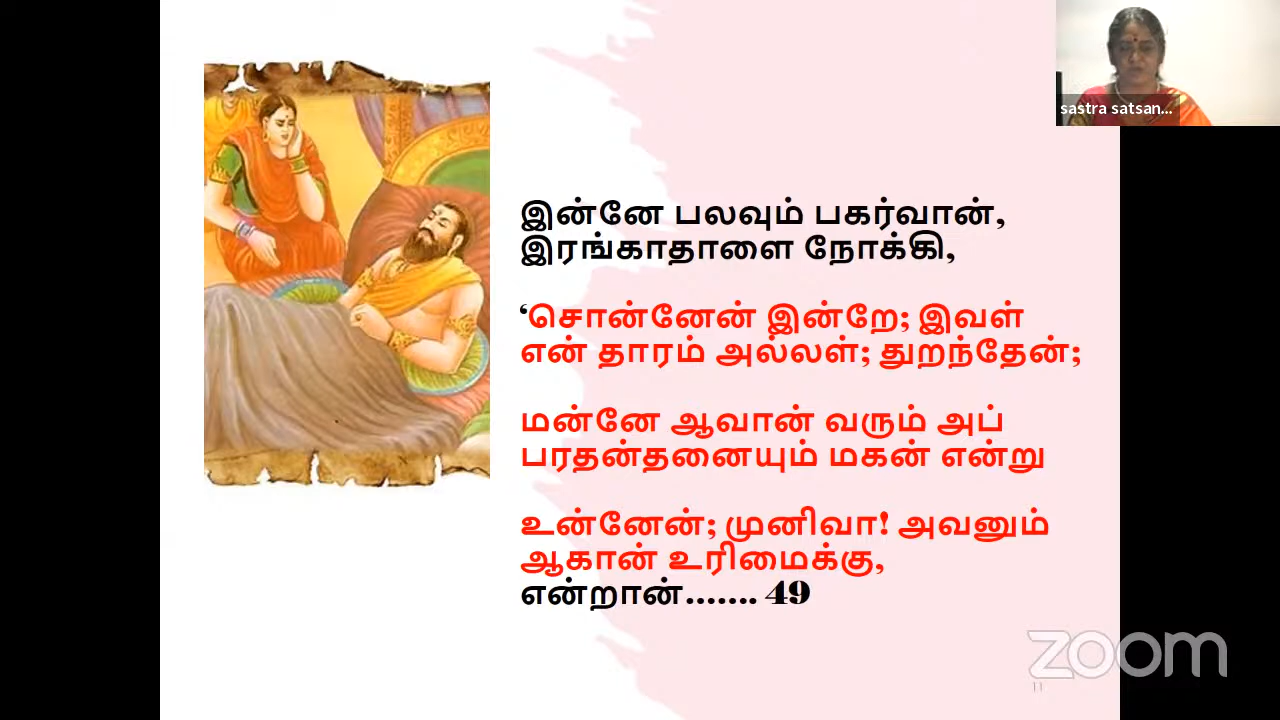 sastra satsan...
இன்னே பலவும் பகர்வான்,
இரங்காதாளை நோக்கி,
‘சொன்னேன் இன்றே; இவள்
என் தாரம் அல்லள்; துறந்தேன்;
மன்னே ஆவான் வரும் அப்
பரதன்தனையும் மகன் என்று
உன்னேன்; முனிவா! அவனும்
ஆகான் உரிமைக்கு,
என்றான்....... 49
zoom
11